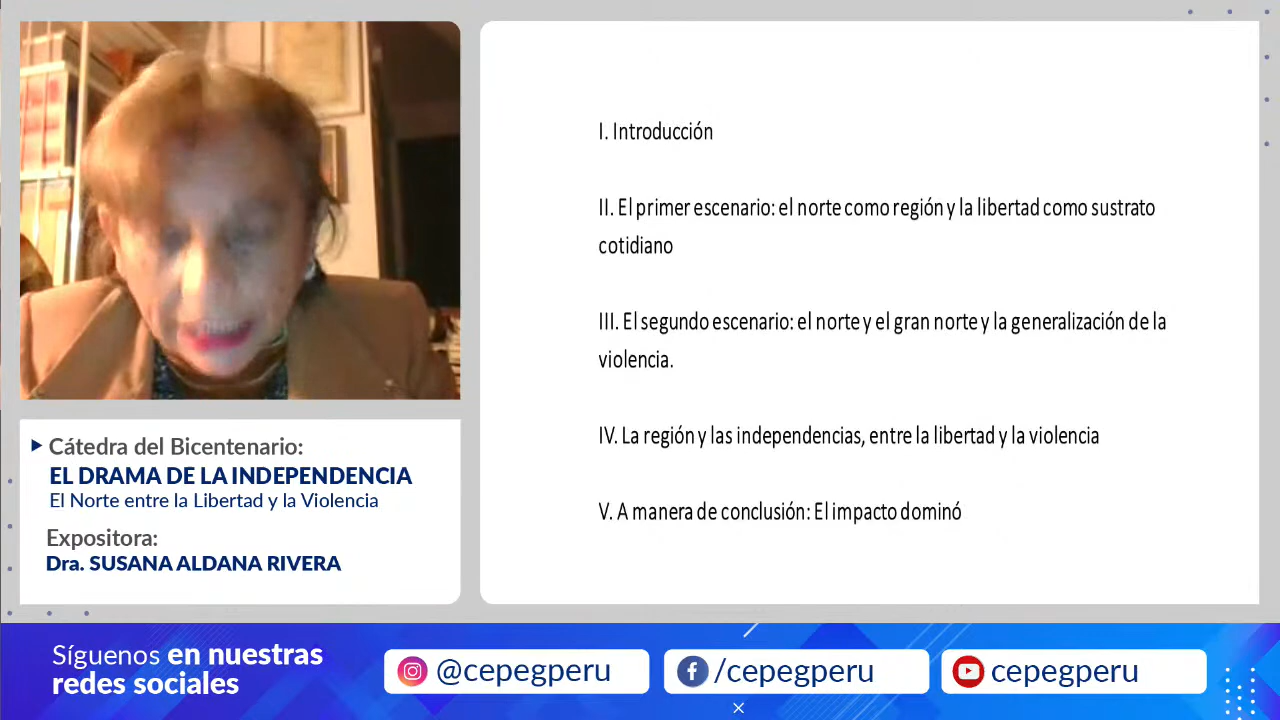 I. Introducción
II. El primer escenario: el norte como región y la libertad como sustrato
cotidiano
III. El segundo escenario: el norte y el gran norte y la generalización de la
violencia.
IV. La región y las independencias, entre la libertad y la violencia
V. A manera de conclusión: El impacto dominó
Cátedra del Bicentenario:
EL DRAMA DE LA INDEPENDENCIA
El Norte entre la Libertad y la Violencia
Expositora:
Dra. SUSANA ALDANA RIVERA
Síguenos en nuestras
redes sociales
@cepegperu
/cepegperu
cepegperu